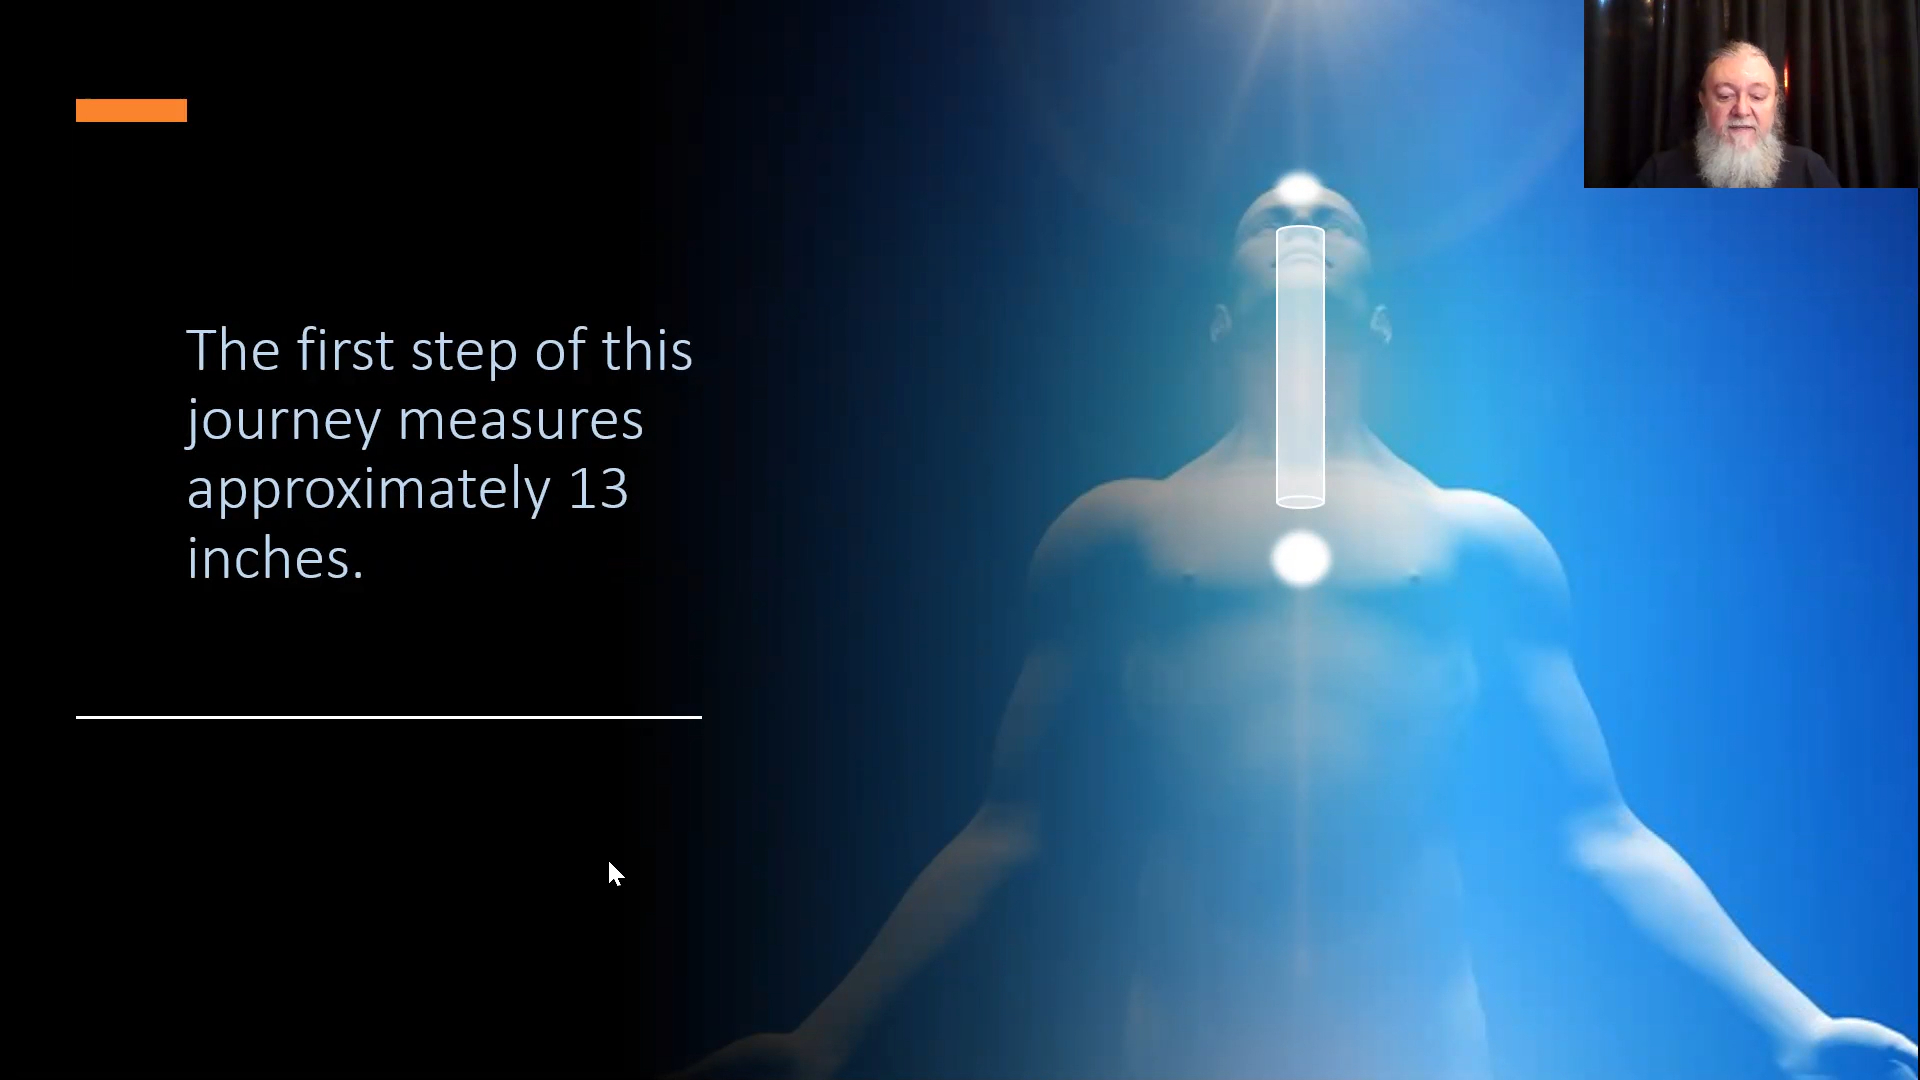 The first step of this
journey measures
approximately 13
inches.